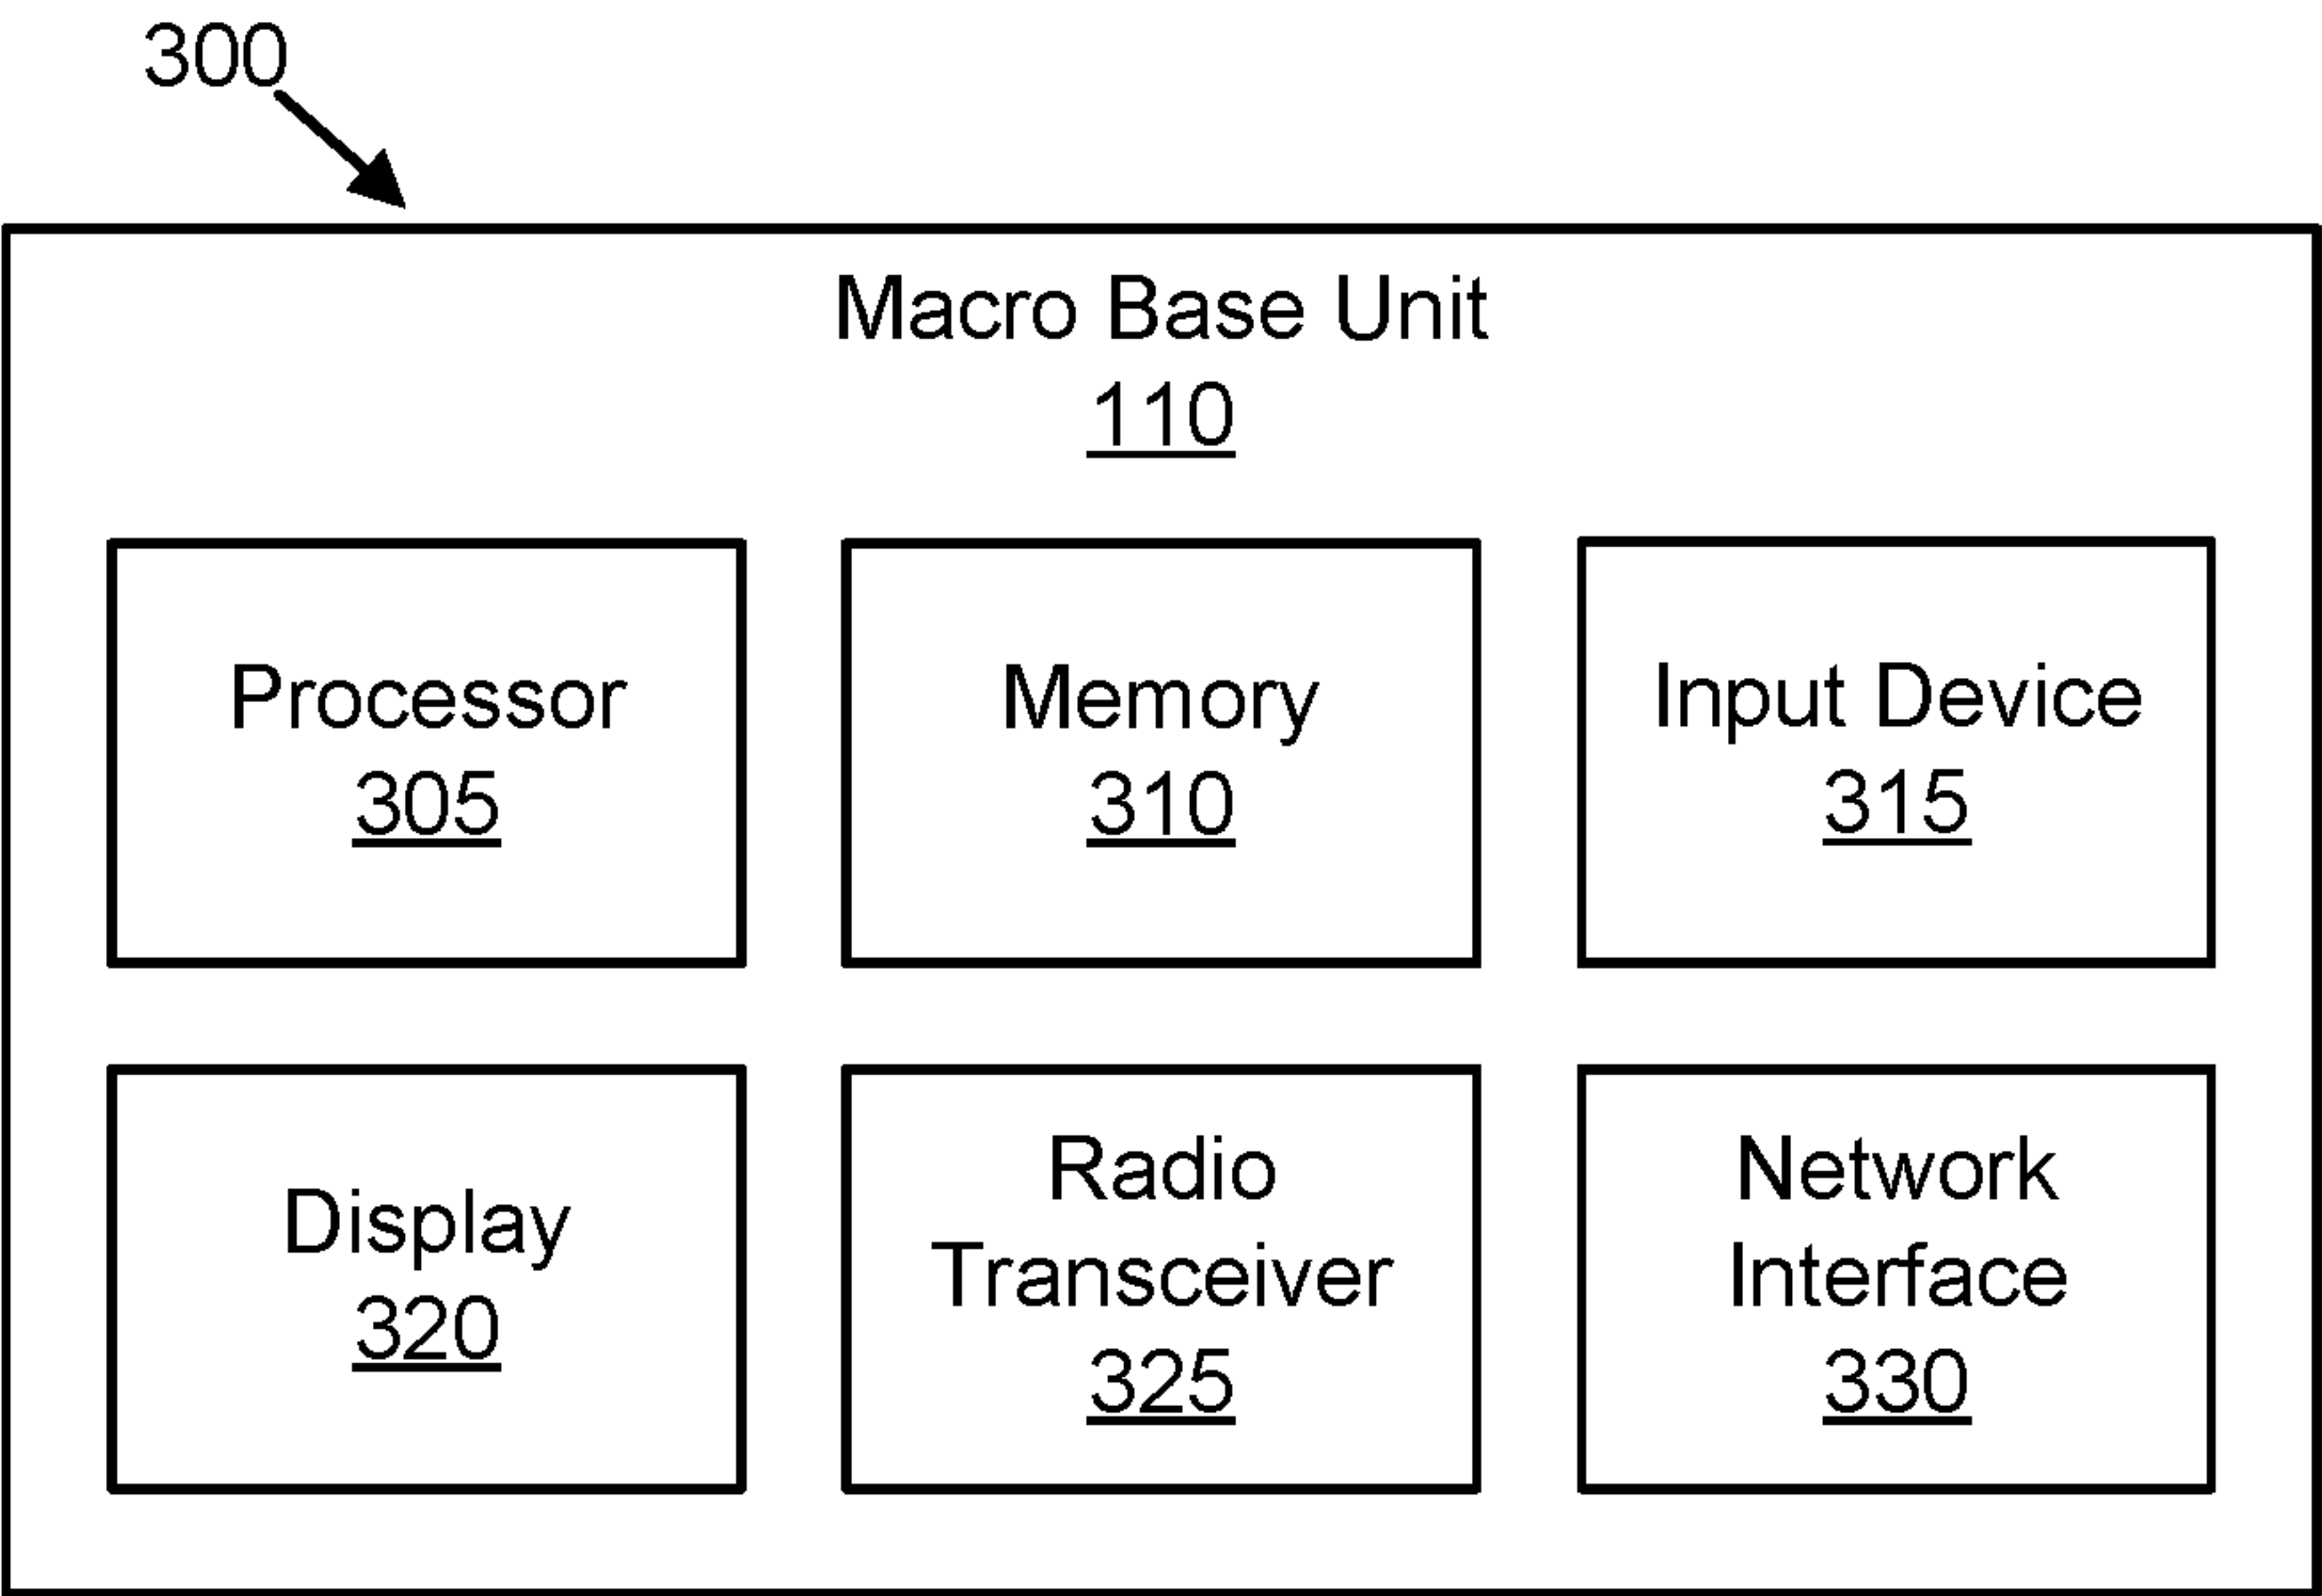 300
Macro Base Unit
110
Processor
305
Memory
310
Input Device
315
Display
320
Radio
Transceiver
325
Network
Interface
330